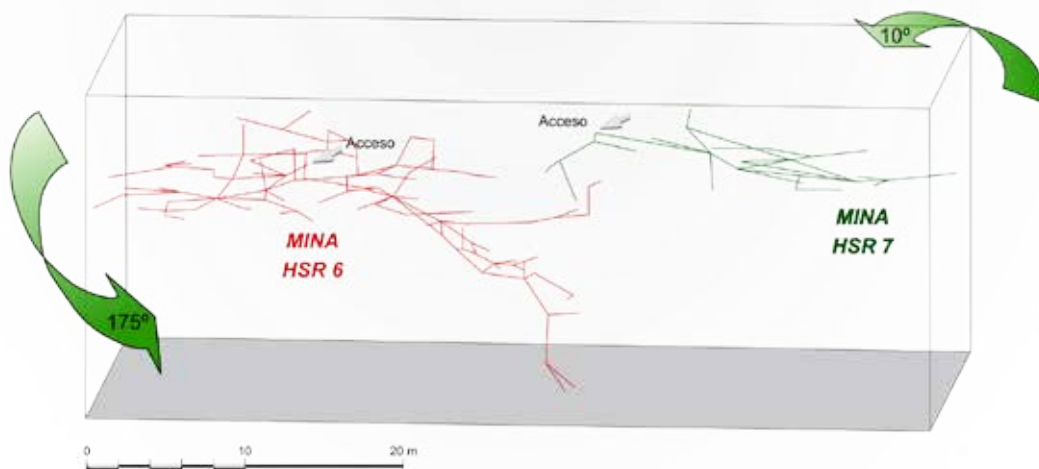 10º
Acceso
Acceso
MINA
HSR 6
MINA
HSR 7
175º
0 10 20 m